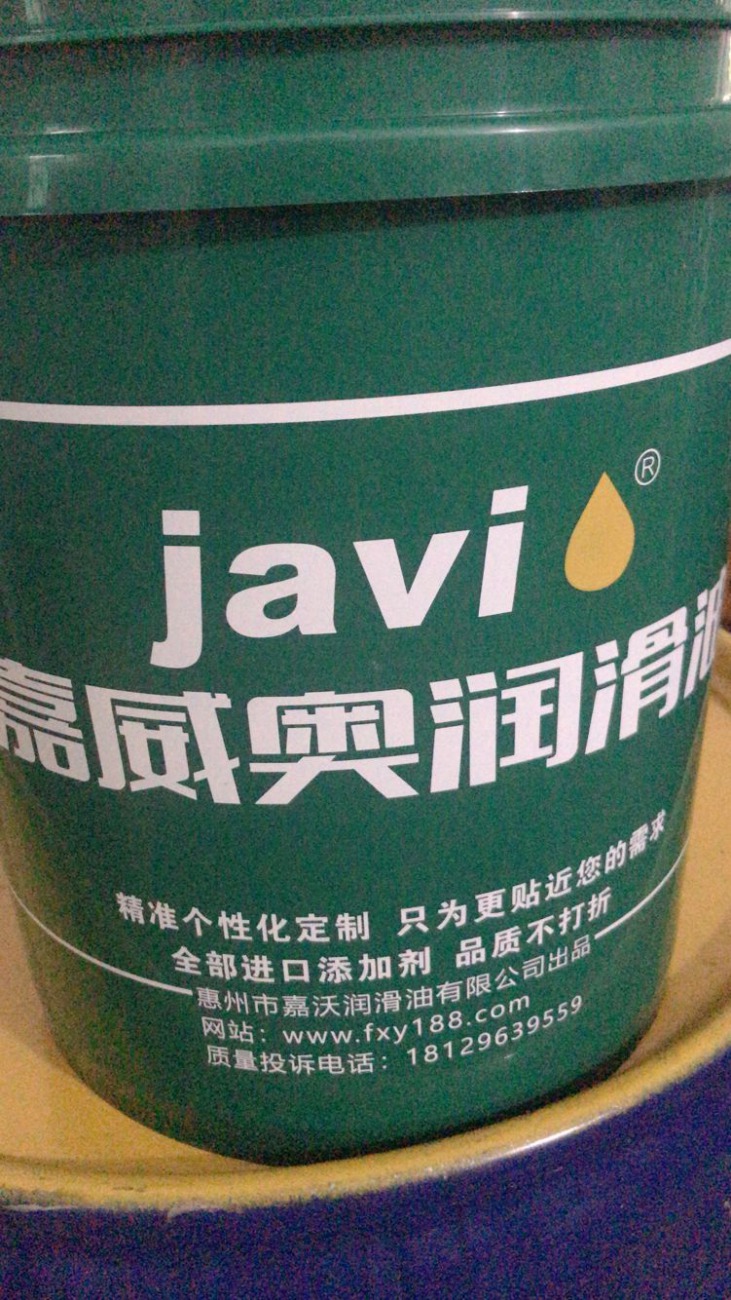 javi ®
嘉威奥润滑油
精准个性化定制 只为更贴近您的需求
全部进口添加剂 品质不打折
惠州市嘉沃润滑油有限公司出品
网站：www.fxy188.com
质量投诉电话：18129639559